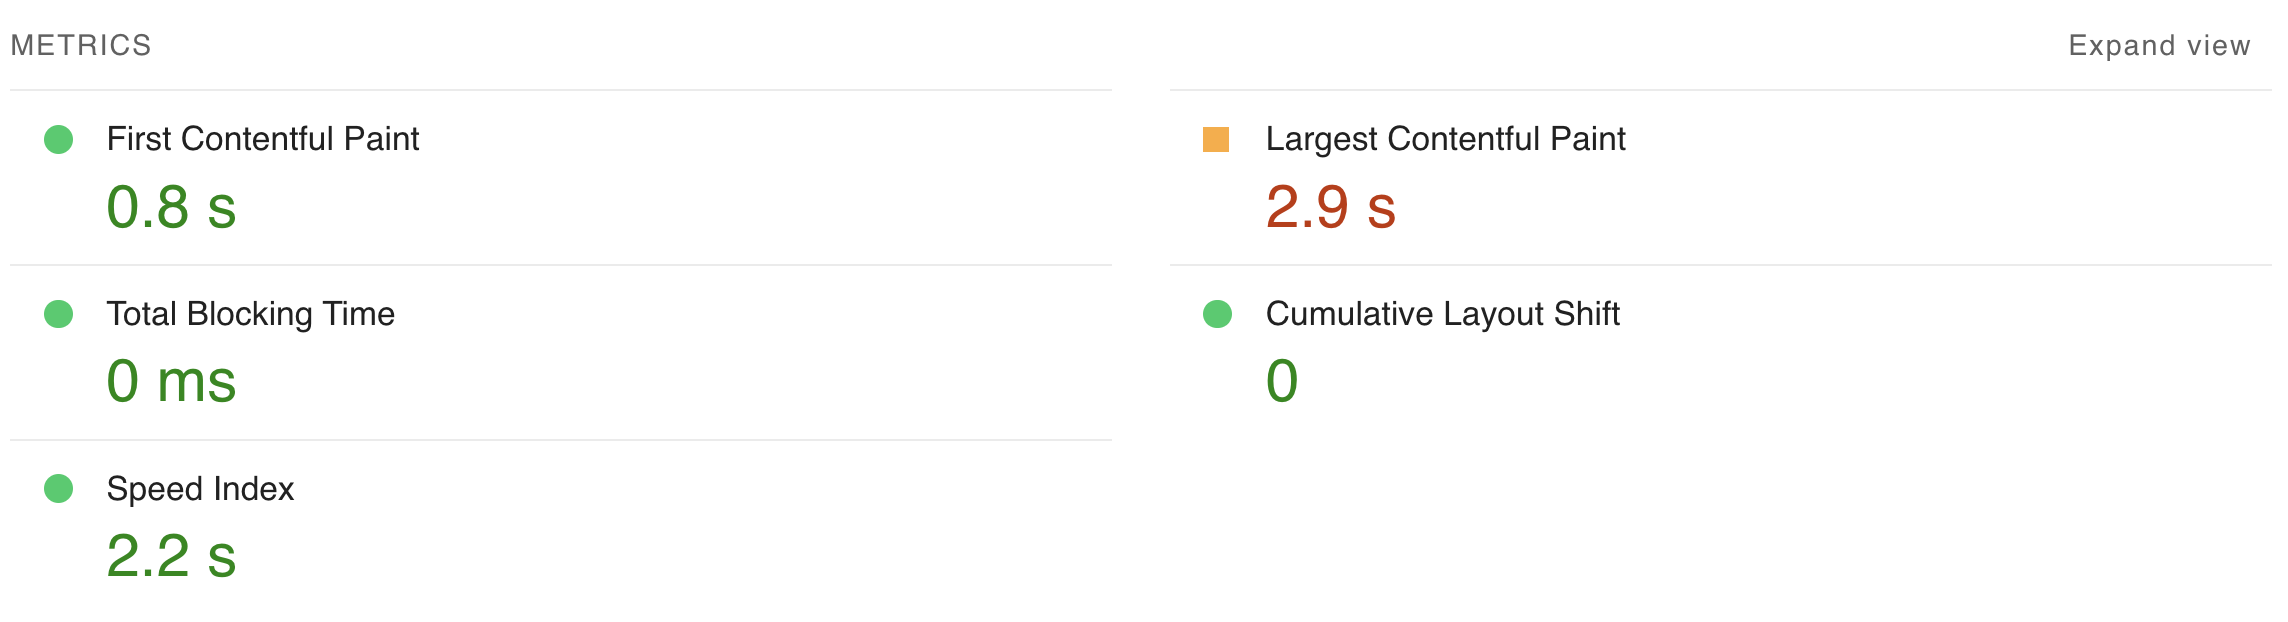 METRICS
Expand view
First Contentful Paint
0.8 s
Largest Contentful Paint
2.9 s
Total Blocking Time
0 ms
Cumulative Layout Shift
0
Speed Index
2.2 s